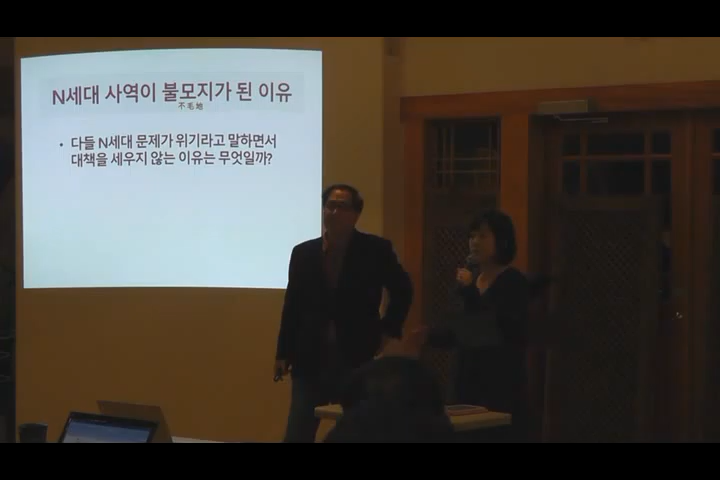 N세대 사역이 불모지가 된 이유
不毛地
• 다들 N세대 문제가 위기라고 말하면서
대책을 세우지 않는 이유는 무엇일까?